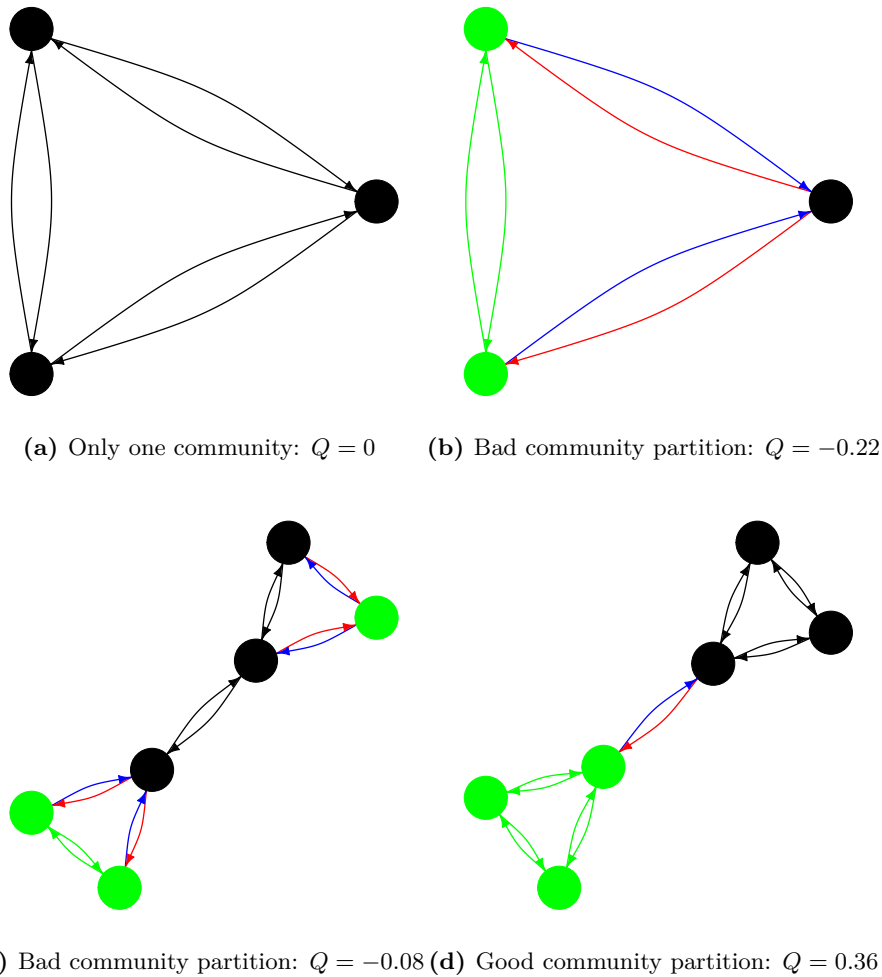 (a) Only one community: Q = 0
(b) Bad community partition: Q = −0.22
) Bad community partition: Q = −0.08
(d) Good community partition: Q = 0.36